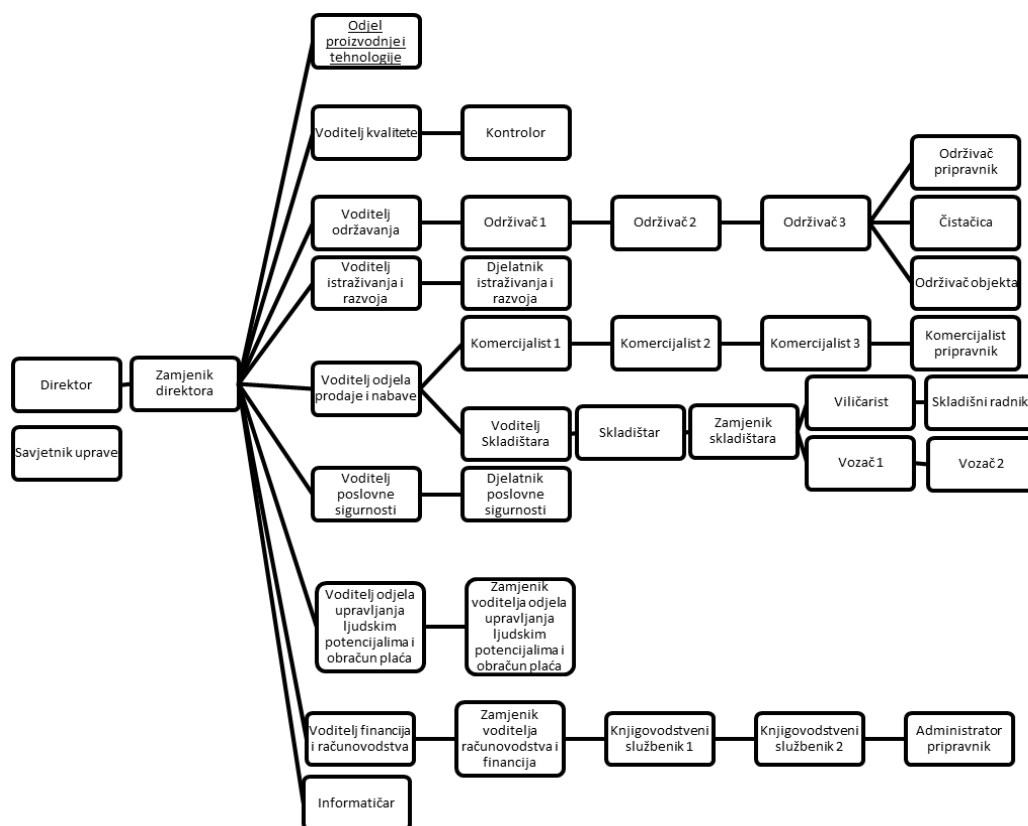 Odjel
proizvodnje i
tehnologije
Voditelj kvalitete
Kontrolor
Voditelj
održavanja
Održivač 1
Održivač 2
Održivač 3
Održivač
pripravnik
Čistačica
Održivač objekta
Voditelj
istraživanja i
razvoja
Djelatnik
istraživanja i
razvoja
Direktor
Zamjenik
direktora
Savjetnik uprave
Voditelj odjela
prodaje i nabave
Komercijalist 1
Komercijalist 2
Komercijalist 3
Komercijalist
pripravnik
Voditelj
Skladištara
Skladištar
Zamjenik
skladištara
Viličarist
Skladišni radnik
Vozač 1
Vozač 2
Voditelj
poslovne
sigurnosti
Djelatnik
poslovne
sigurnosti
Voditelj odjela
upravljanja
ljudskim
potencijalima i
obračun plaća
Zamjenik
voditelja odjela
upravljanja
ljudskim
potencijalima i
obračun plaća
Voditelj financija
i računovodstva
Zamjenik
voditelja
računovodstva i
financija
Knjigovodstveni
službenik 1
Knjigovodstveni
službenik 2
Administrator
pripravnik
Informatičar